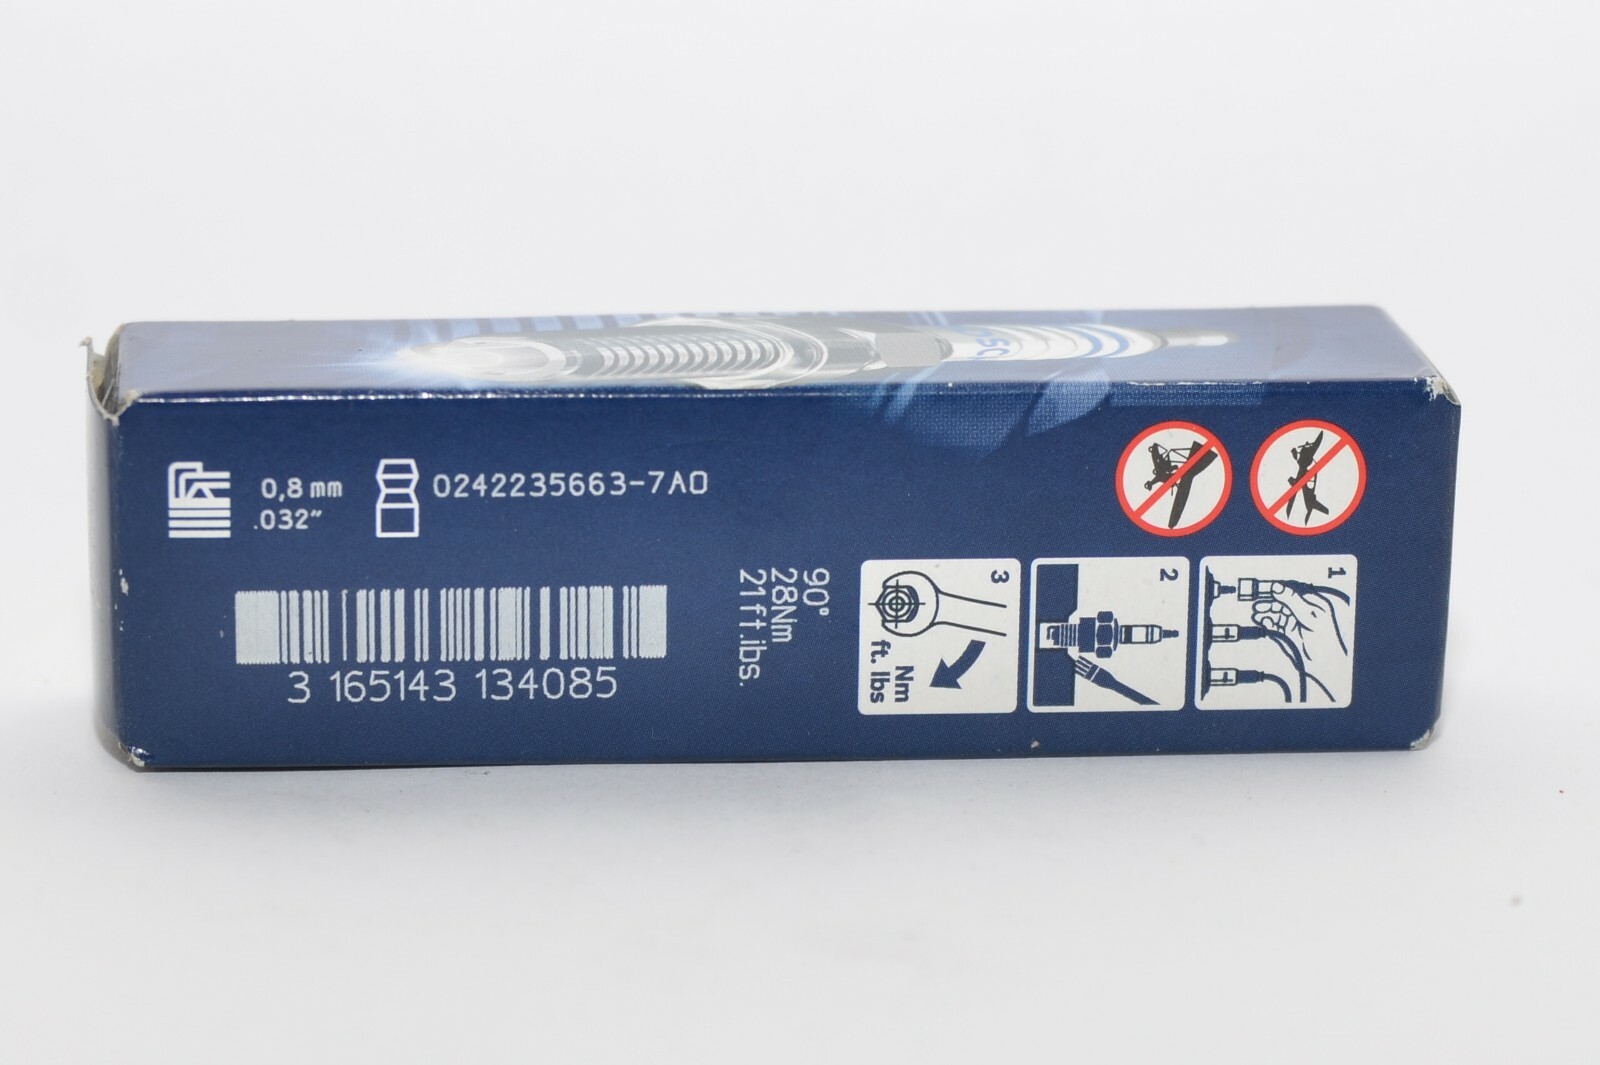 SC
0,8 mm
.032"
0242235663-7A0
3 165143 134085
90°
28Nm
21ft.lbs.
3
Nm
ft. lbs
2
1